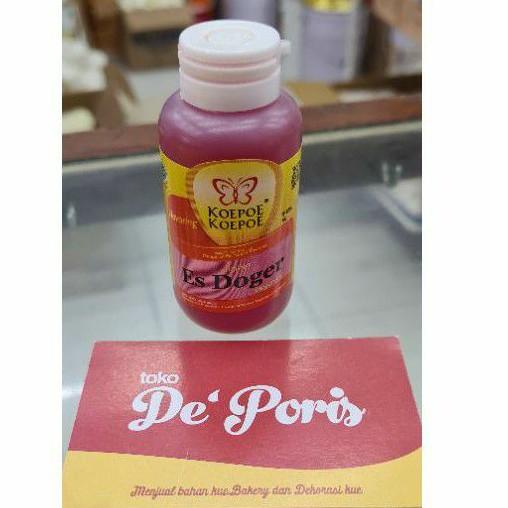 KOEPOE
KOEPOE
Es Doger
toko
De' Poris
Menjual bahan kue, Bakery dan Dekorasi kue